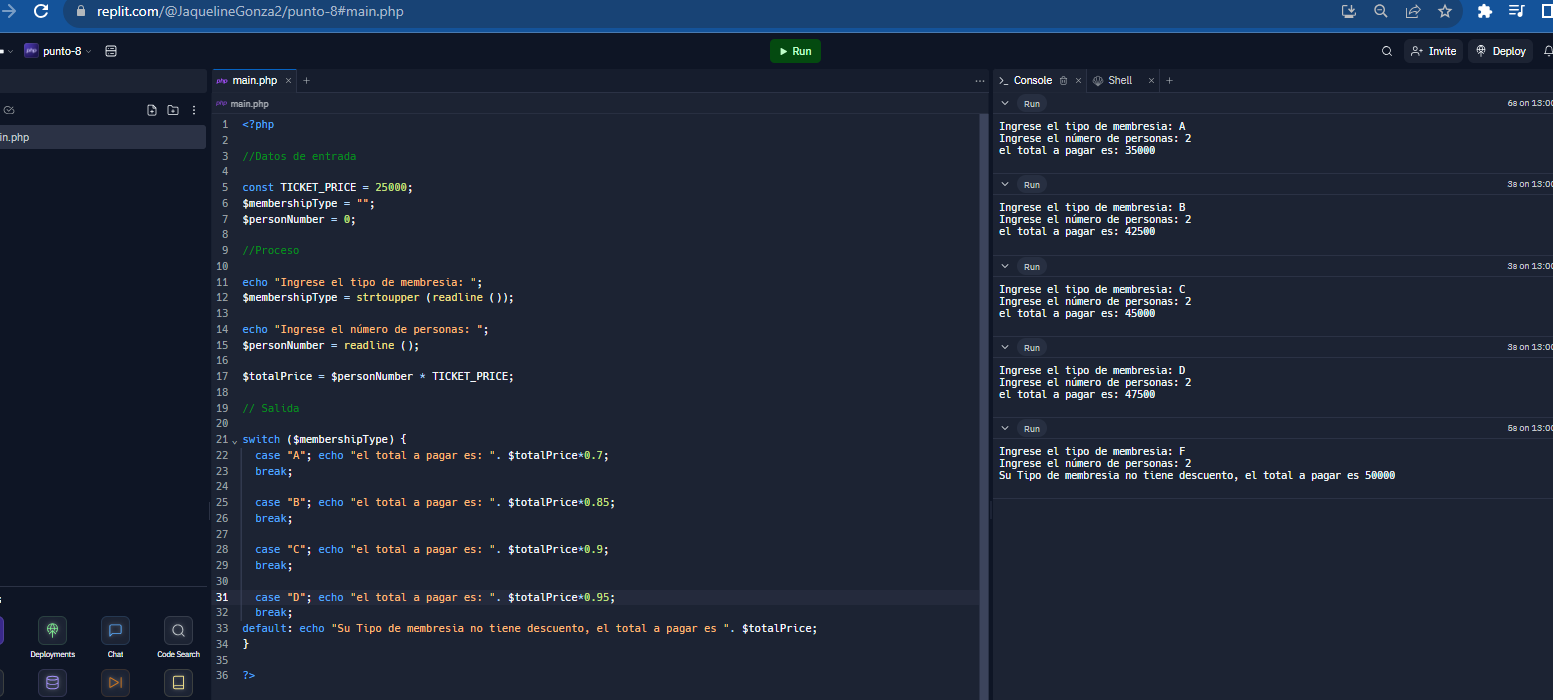 replit.com/@JaquelineGonza2/punto-8#main.php
php punto-8
Run
Invite
Deploy
php main.php
Console
Shell
php main.php
in.php
1 <?php
2
3 //Datos de entrada
4
5 const TICKET_PRICE = 25000;
6 $membershipType = "";
7 $personNumber = 0;
8
9 //Proceso
10
11 echo "Ingrese el tipo de membresia: ";
12 $membershipType = strtoupper (readline ());
13
14 echo "Ingrese el número de personas: ";
15 $personNumber = readline ();
16
17 $totalPrice = $personNumber * TICKET_PRICE;
18
19 // Salida
20
21 switch ($membershipType) {
22 case "A"; echo "el total a pagar es: ". $totalPrice*0.7;
23 break;
24
25 case "B"; echo "el total a pagar es: ". $totalPrice*0.85;
26 break;
27
28 case "C"; echo "el total a pagar es: ". $totalPrice*0.9;
29 break;
30
31 case "D"; echo "el total a pagar es: ". $totalPrice*0.95;
32 break;
33 default: echo "Su Tipo de membresia no tiene descuento, el total a pagar es ". $totalPrice;
34 }
35
36 ?>
Run 6s on 13:00
Ingrese el tipo de membresia: A
Ingrese el número de personas: 2
el total a pagar es: 35000
Run 3s on 13:00
Ingrese el tipo de membresia: B
Ingrese el número de personas: 2
el total a pagar es: 42500
Run 3s on 13:00
Ingrese el tipo de membresia: C
Ingrese el número de personas: 2
el total a pagar es: 45000
Run 3s on 13:00
Ingrese el tipo de membresia: D
Ingrese el número de personas: 2
el total a pagar es: 47500
Run 6s on 13:00
Ingrese el tipo de membresia: F
Ingrese el número de personas: 2
Su Tipo de membresia no tiene descuento, el total a pagar es 50000
s
Deployments
Chat
Code Search